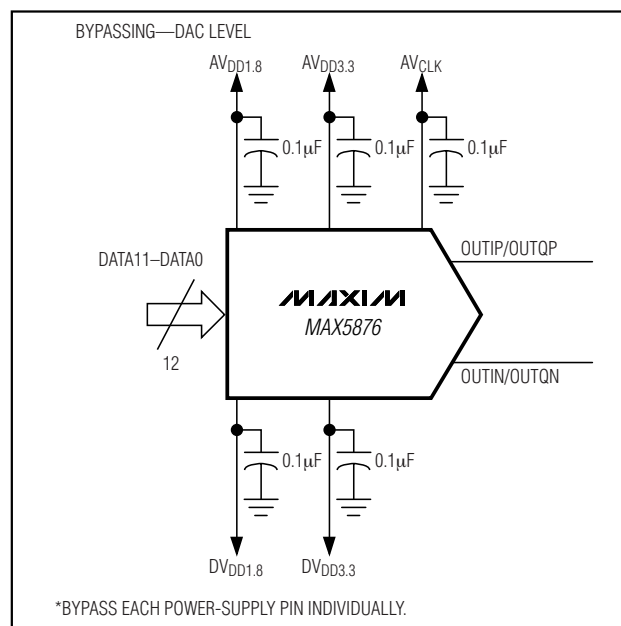 BYPASSING—DAC LEVEL
AVDD1.8 AVDD3.3 AVCLK
0.1µF 0.1µF 0.1µF
DATA11–DATA0
OUTIP/OUTQP
MAXIM
MAX5876
12
OUTIN/OUTQN
0.1µF 0.1µF
DVDD1.8 DVDD3.3
*BYPASS EACH POWER-SUPPLY PIN INDIVIDUALLY.